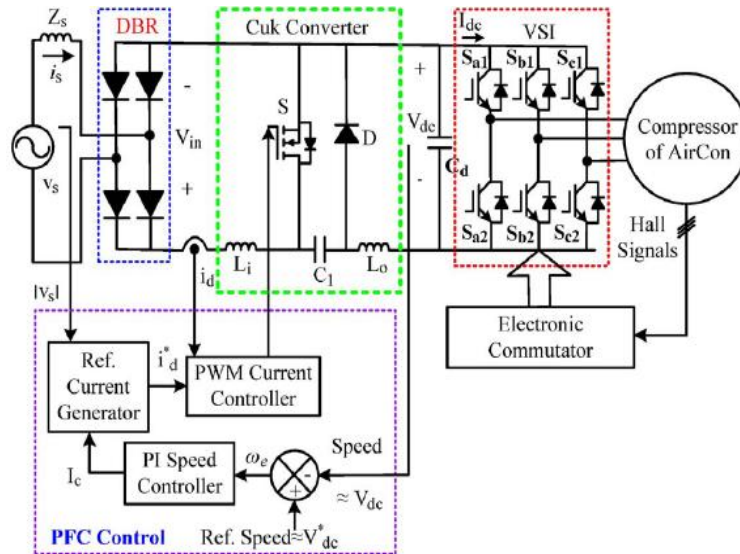 Zs
DBR
Cuk Converter
Idc
VSI
is
Sa1
Sb1
Sc1
-
S
+
Vin
D
Vdc
Cd
Compressor
of AirCon
vs
+
-
Hall
Signals
Sa2
Sb2
Sc2
Li
C1
Lo
id
|vs|
Ref.
Current
Generator
i*d
PWM Current
Controller
Electronic
Commutator
Speed
PI Speed
Controller
ωe
-
+
Ic
≈ Vdc
PFC Control
Ref. Speed≈V*dc